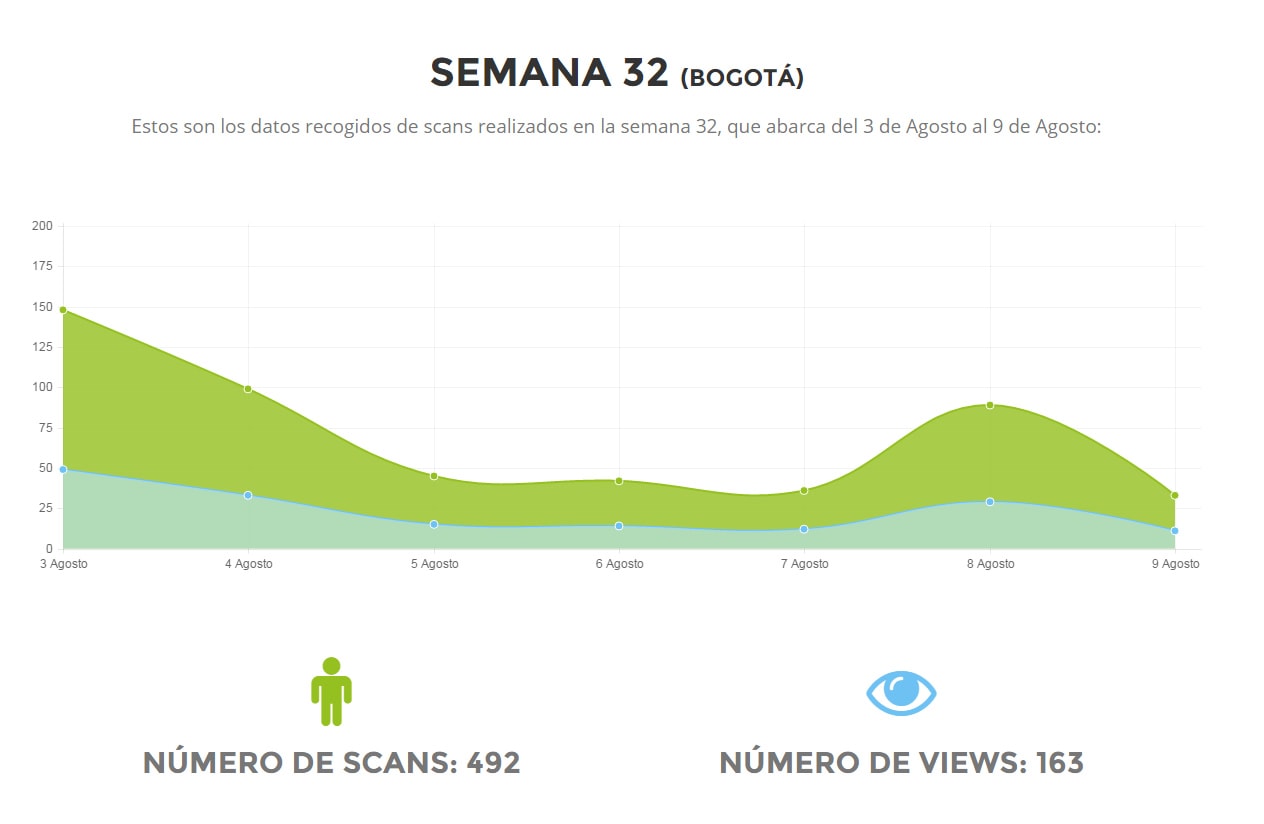 SEMANA 32 (BOGOTÁ)
Estos son los datos recogidos de scans realizados en la semana 32, que abarca del 3 de Agosto al 9 de Agosto:
200
175
150
125
100
75
50
25
0
3 Agosto 4 Agosto 5 Agosto 6 Agosto 7 Agosto 8 Agosto 9 Agosto
NÚMERO DE SCANS: 492 NÚMERO DE VIEWS: 163